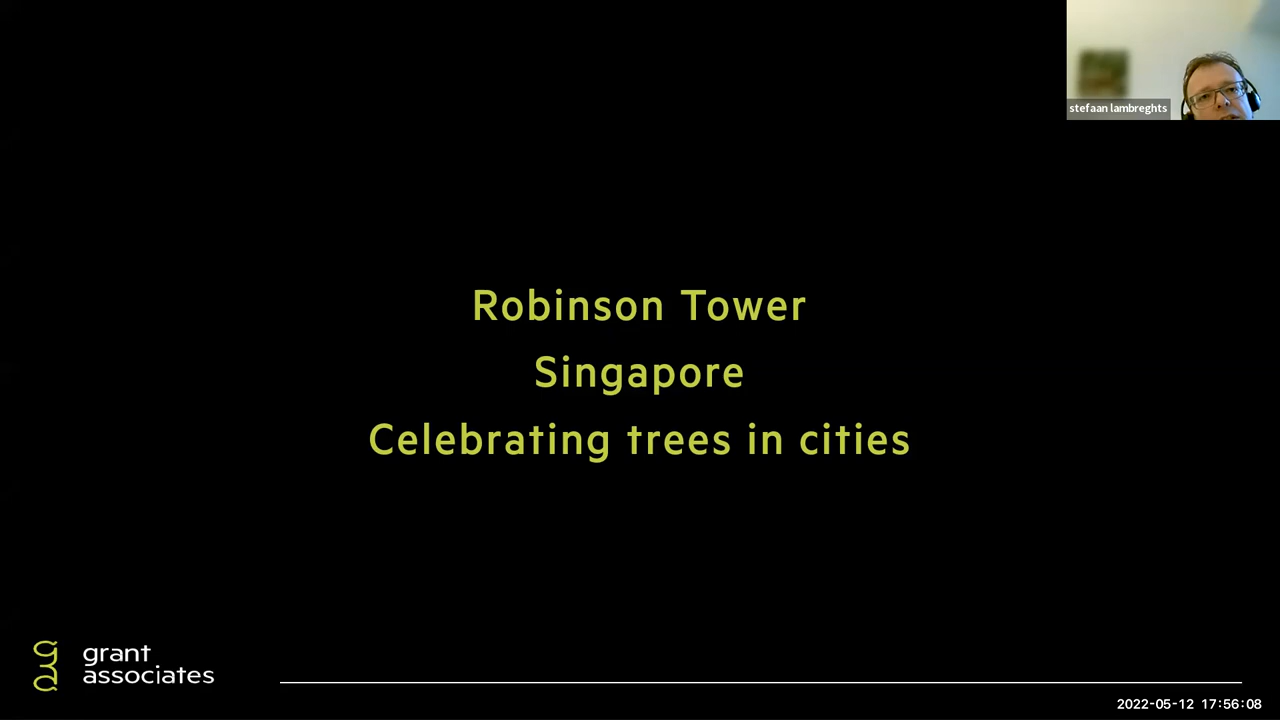 stefaan lambreghts
Robinson Tower
Singapore
Celebrating trees in cities
grant
associates
2022-05-12 17:56:08